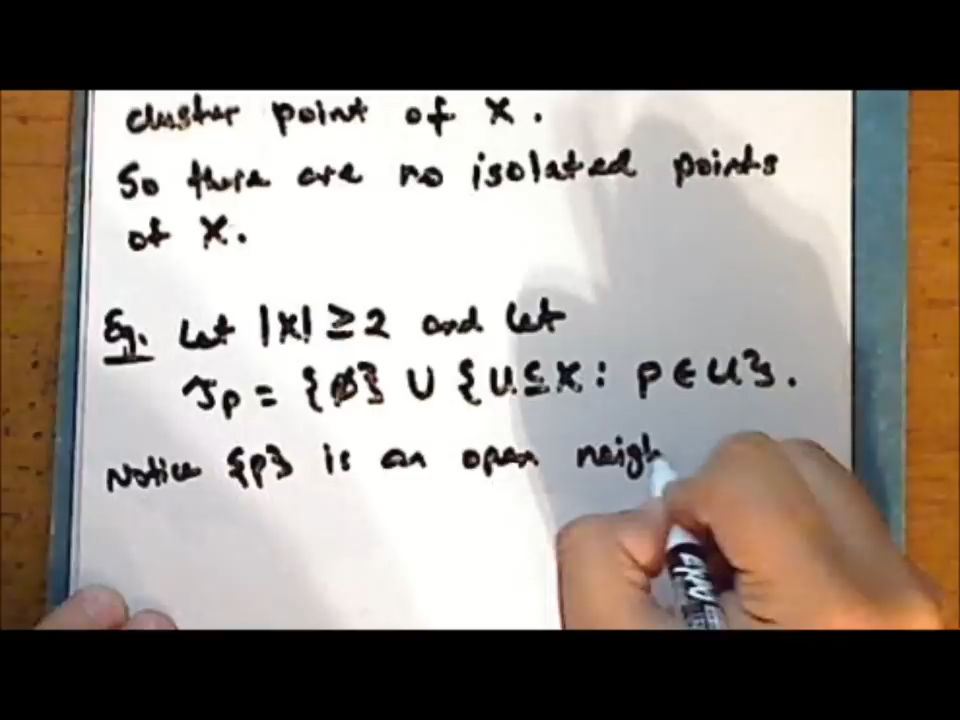 cluster point of X.
So there are no isolated points
of X.
Eg. Let |X| ≥ 2 and let
𝒯p = {∅} ∪ {U ⊆ X : p ∈ U}.
Notice {p} is an open neigh
EXPO